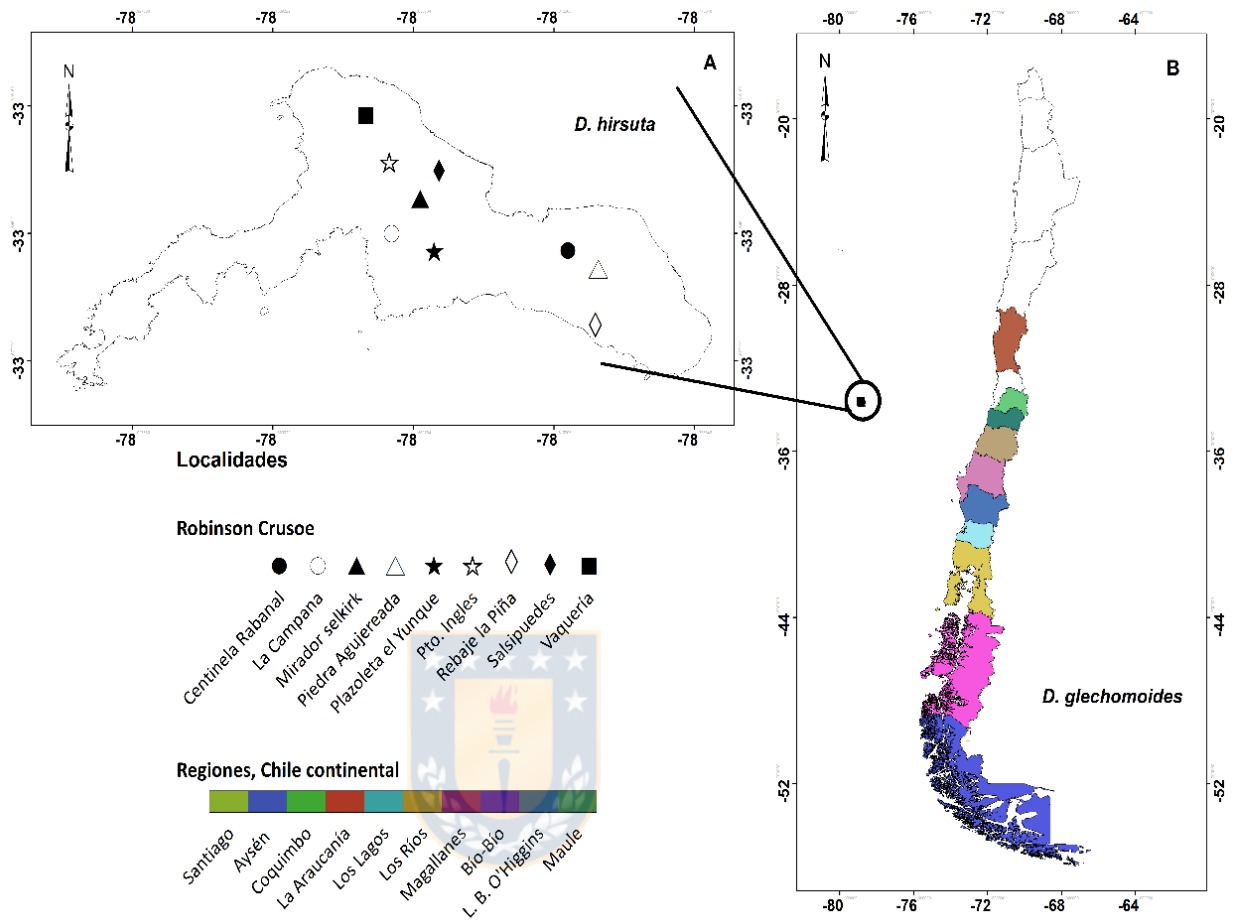 -78 -78 -78 -78 -78
-33
-33
-33
N
A
D. hirsuta
-33
-33
-33
-78 -78 -78 -78 -78
-80 -76 -72 -68 -64
N
B
-20
-28
-36
-44
-52
D. glechomoides
-20
-28
-36
-44
-52
-80 -76 -72 -68 -64
Localidades
Robinson Crusoe
Centinela Rabanal
La Campana
Mirador selkirk
Piedra Agujereada
Plazoleta el Yunque
Pto. Ingles
Rebaje la Piña
Salsipuedes
Vaquería
Regiones, Chile continental
Santiago
Aysén
Coquimbo
La Araucanía
Los Lagos
Los Ríos
Magallanes
Bío-Bío
L. B. O'Higgins
Maule